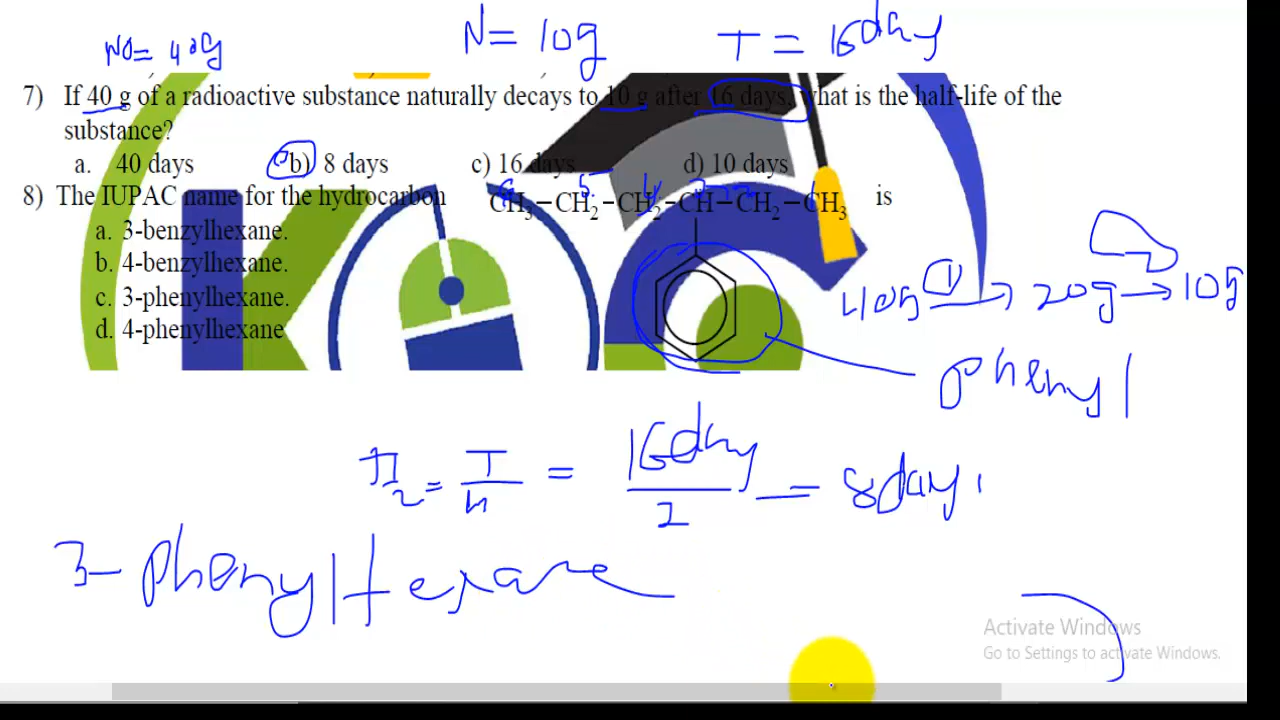 N0= 40g N= 10g T = 16day
7) If 40 g of a radioactive substance naturally decays to 10 g after 16 days, what is the half-life of the
substance?
a. 40 days b) 8 days c) 16 days d) 10 days
8) The IUPAC name for the hydrocarbon CH3–CH2–CH2–CH–CH2–CH3 is
a. 3-benzylhexane.
b. 4-benzylhexane.
c. 3-phenylhexane.
d. 4-phenylhexane
40g 1 → 20g → 10g
phenyl
= T/n = 16day/2 = 8day
3-Phenyl Hexane
Activate Windows
Go to Settings to activate Windows.